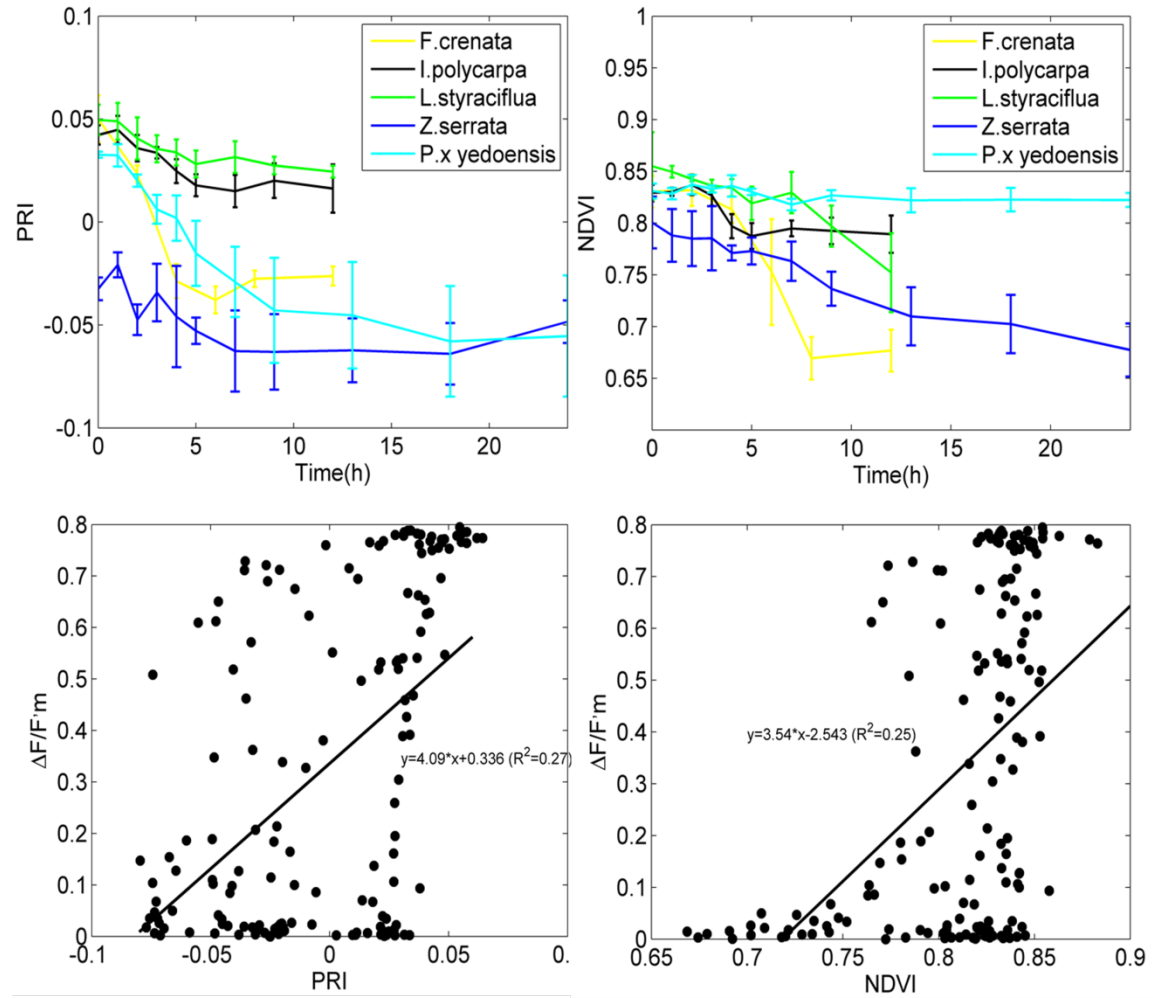 0.1
0.05
0
-0.05
-0.1
PRI
0
5
10
15
20
Time(h)
F.crenata
I.polycarpa
L.styraciflua
Z.serrata
P.x yedoensis
1
0.95
0.9
0.85
0.8
0.75
0.7
0.65
NDVI
0
5
10
15
20
Time(h)
F.crenata
I.polycarpa
L.styraciflua
Z.serrata
P.x yedoensis
0.8
0.7
0.6
0.5
0.4
0.3
0.2
0.1
0
ΔF/F'm
y=4.09*x+0.336 (R²=0.27)
-0.1
-0.05
0
0.05
0.
PRI
0.8
0.7
0.6
0.5
0.4
0.3
0.2
0.1
0
ΔF/F'm
y=3.54*x-2.543 (R²=0.25)
0.65
0.7
0.75
0.8
0.85
0.9
NDVI